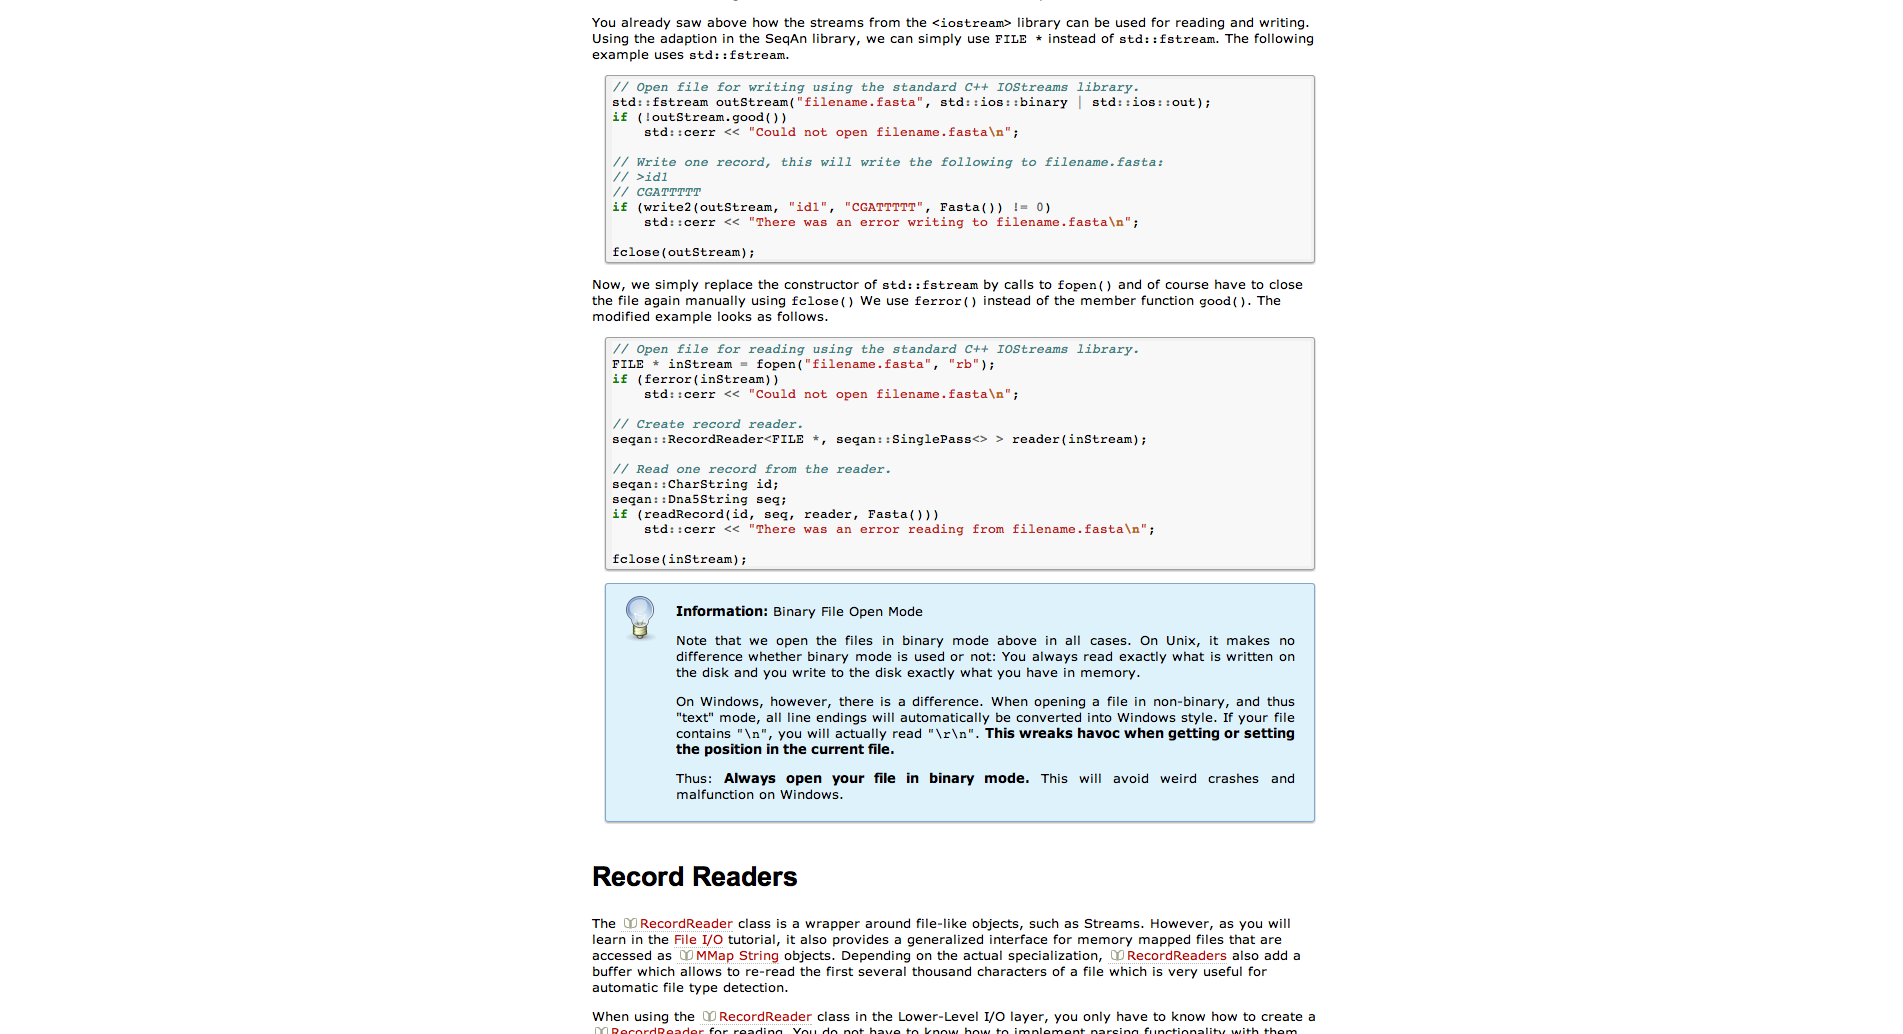 You already saw above how the streams from the <iostream> library can be used for reading and writing.
Using the adaption in the SeqAn library, we can simply use FILE * instead of std::fstream. The following
example uses std::fstream.
// Open file for writing using the standard C++ IOStreams library.
std::fstream outStream("filename.fasta", std::ios::binary | std::ios::out);
if (!outStream.good())
    std::cerr << "Could not open filename.fasta\n";
// Write one record, this will write the following to filename.fasta:
// >id1
// CGATTTTT
if (write2(outStream, "id1", "CGATTTTT", Fasta()) != 0)
    std::cerr << "There was an error writing to filename.fasta\n";
fclose(outStream);
Now, we simply replace the constructor of std::fstream by calls to fopen() and of course have to close
the file again manually using fclose() We use ferror() instead of the member function good(). The
modified example looks as follows.
// Open file for reading using the standard C++ IOStreams library.
FILE * inStream = fopen("filename.fasta", "rb");
if (ferror(inStream))
    std::cerr << "Could not open filename.fasta\n";
// Create record reader.
seqan::RecordReader<FILE *, seqan::SinglePass<> > reader(inStream);
// Read one record from the reader.
seqan::CharString id;
seqan::Dna5String seq;
if (readRecord(id, seq, reader, Fasta()))
    std::cerr << "There was an error reading from filename.fasta\n";
fclose(inStream);
Information: Binary File Open Mode
Note that we open the files in binary mode above in all cases. On Unix, it makes no
difference whether binary mode is used or not: You always read exactly what is written on
the disk and you write to the disk exactly what you have in memory.
On Windows, however, there is a difference. When opening a file in non-binary, and thus
"text" mode, all line endings will automatically be converted into Windows style. If your file
contains "\n", you will actually read "\r\n". This wreaks havoc when getting or setting
the position in the current file.
Thus: Always open your file in binary mode. This will avoid weird crashes and
malfunction on Windows.
Record Readers
The RecordReader class is a wrapper around file-like objects, such as Streams. However, as you will
learn in the File I/O tutorial, it also provides a generalized interface for memory mapped files that are
accessed as MMap String objects. Depending on the actual specialization, RecordReaders also add a
buffer which allows to re-read the first several thousand characters of a file which is very useful for
automatic file type detection.
When using the RecordReader class in the Lower-Level I/O layer, you only have to know how to create a
RecordReader for reading. You do not have to know how to implement parsing functionality with them.